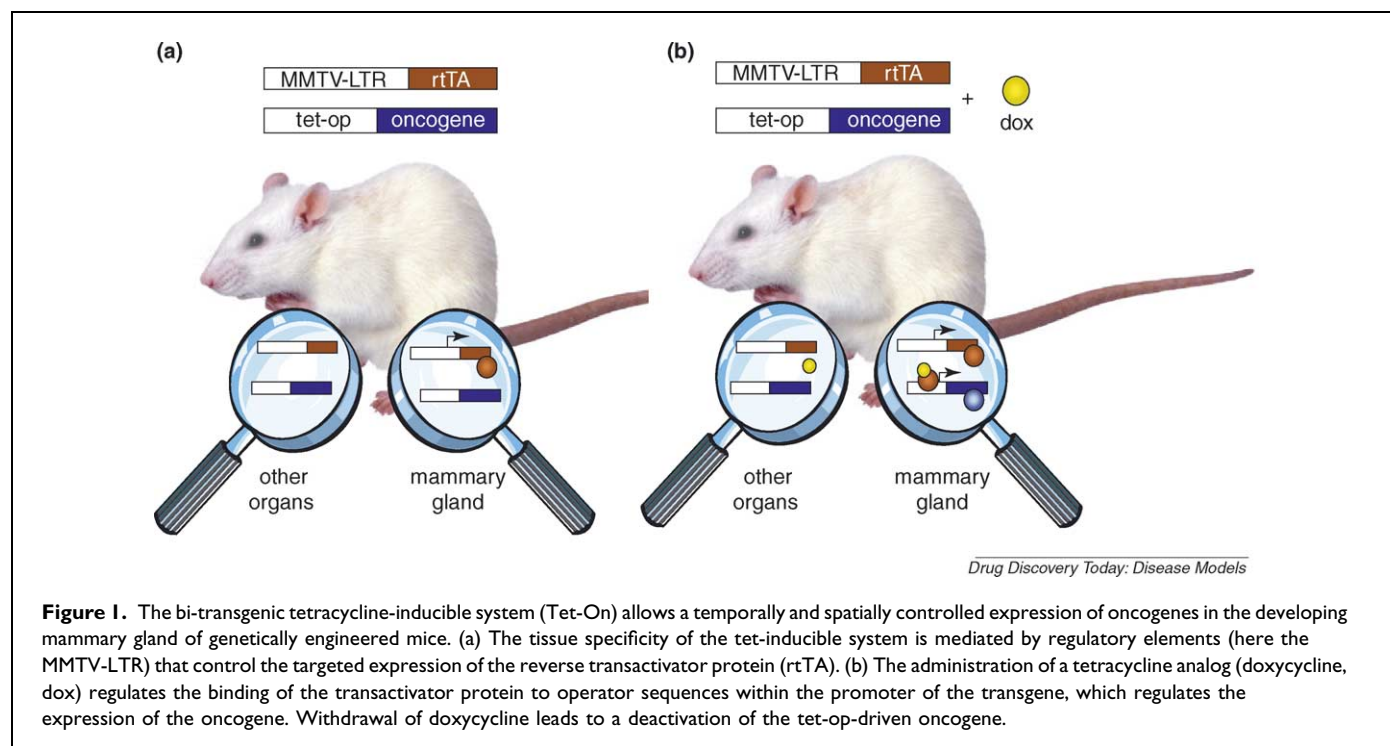 (a)
MMTV-LTR rtTA
tet-op oncogene
other
organs
mammary
gland
(b)
MMTV-LTR rtTA
tet-op oncogene
+
dox
other
organs
mammary
gland
Drug Discovery Today: Disease Models
Figure 1. The bi-transgenic tetracycline-inducible system (Tet-On) allows a temporally and spatially controlled expression of oncogenes in the developing
mammary gland of genetically engineered mice. (a) The tissue specificity of the tet-inducible system is mediated by regulatory elements (here the
MMTV-LTR) that control the targeted expression of the reverse transactivator protein (rtTA). (b) The administration of a tetracycline analog (doxycycline,
dox) regulates the binding of the transactivator protein to operator sequences within the promoter of the transgene, which regulates the
expression of the oncogene. Withdrawal of doxycycline leads to a deactivation of the tet-op-driven oncogene.